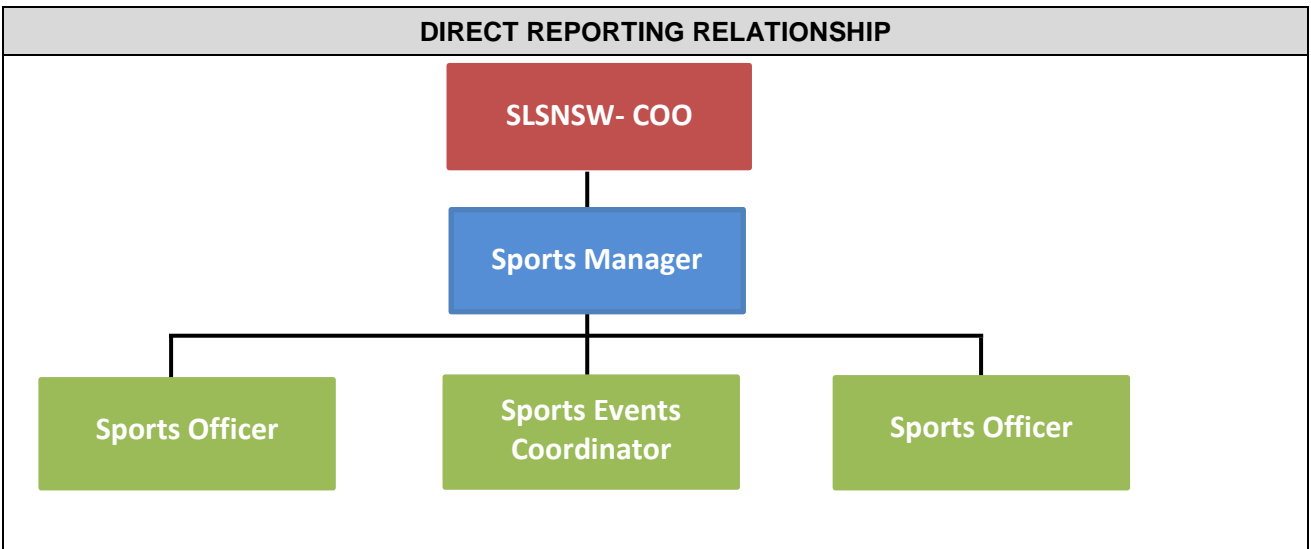 DIRECT REPORTING RELATIONSHIP
SLSNSW- COO
Sports Manager
Sports Officer
Sports Events
Coordinator
Sports Officer